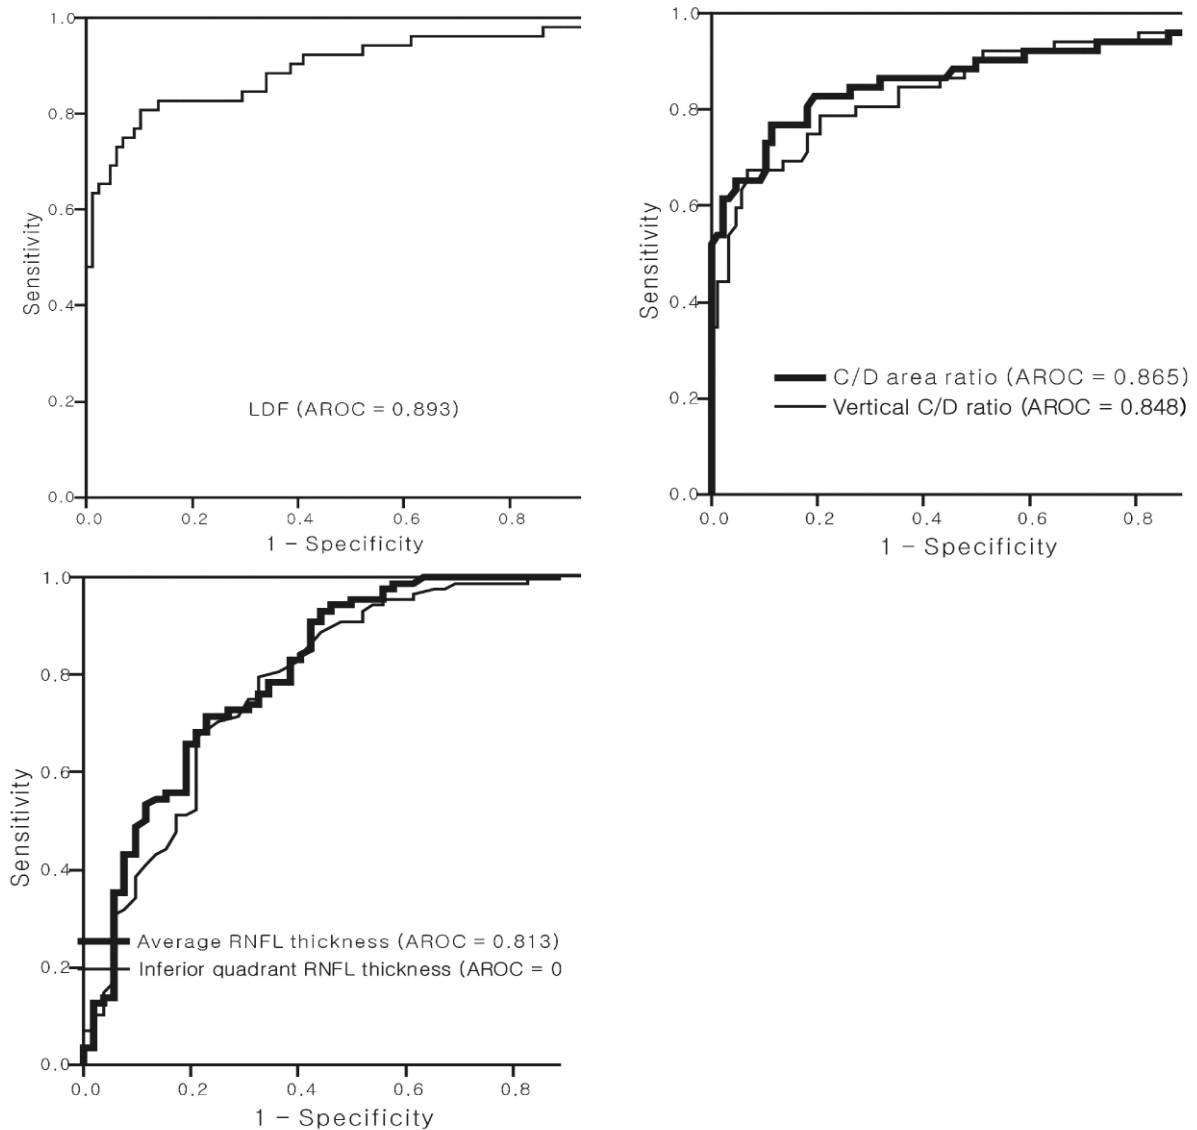 1.0
0.8
0.6
0.4
0.2
0.0
Sensitivity
LDF (AROC = 0.893)
0.0 0.2 0.4 0.6 0.8
1 - Specificity
1.0
0.8
0.6
0.4
0.2
0.0
Sensitivity
C/D area ratio (AROC = 0.865)
Vertical C/D ratio (AROC = 0.848)
0.0 0.2 0.4 0.6 0.8
1 - Specificity
1.0
0.8
0.6
0.4
0.2
0.0
Sensitivity
Average RNFL thickness (AROC = 0.813)
Inferior quadrant RNFL thickness (AROC = 0
0.0 0.2 0.4 0.6 0.8
1 - Specificity